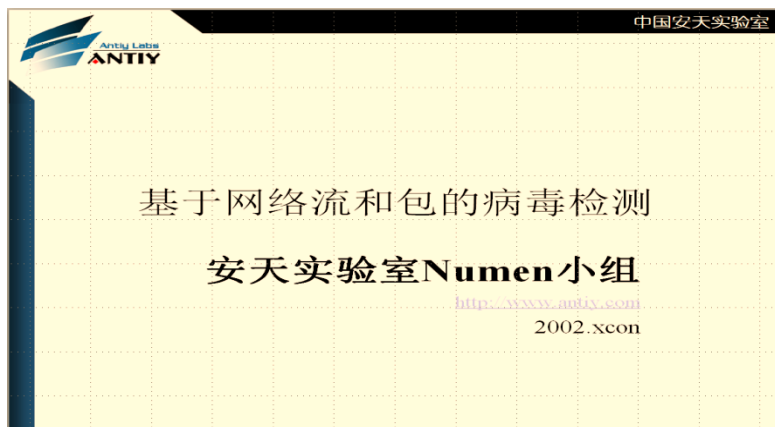 中国安天实验室
Antiy Labs
ANTIY
基于网络流和包的病毒检测
安天实验室Numen小组
http://www.antiy.com
2002.xcon